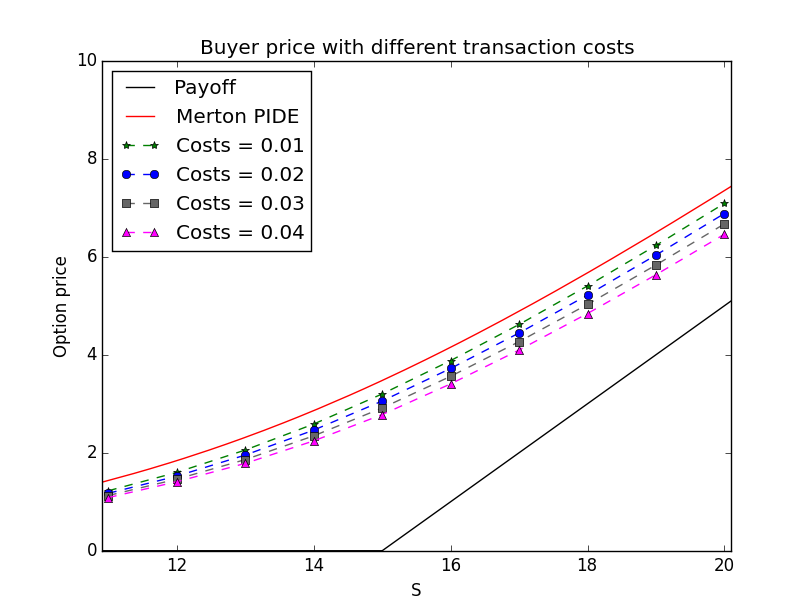 Buyer price with different transaction costs
10
8
6
4
2
0
Option price
Payoff
Merton PIDE
Costs = 0.01
Costs = 0.02
Costs = 0.03
Costs = 0.04
12 14 16 18 20
S